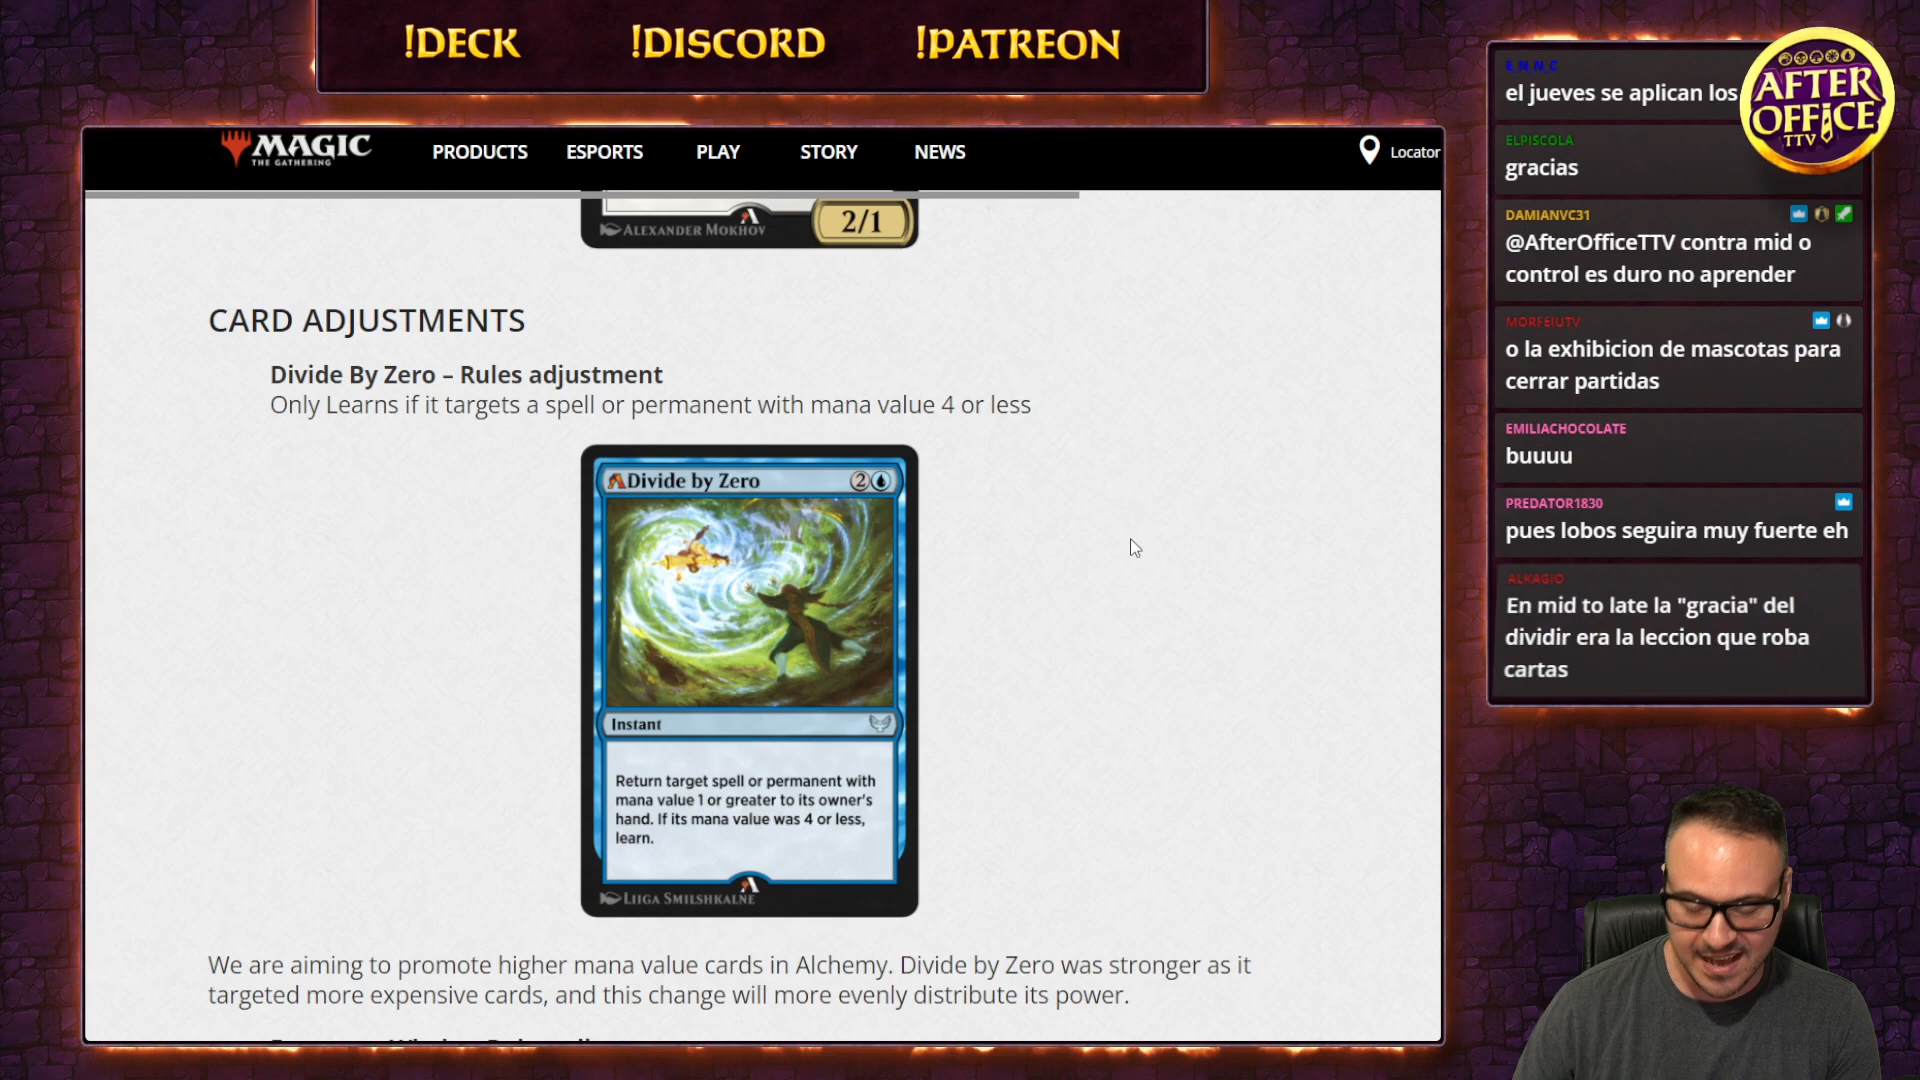 !DECK
!DISCORD
!PATREON
MAGIC
THE GATHERING
PRODUCTS
ESPORTS
PLAY
STORY
NEWS
Locator
ALEXANDER MOKHOV
2/1
CARD ADJUSTMENTS
Divide By Zero – Rules adjustment
Only Learns if it targets a spell or permanent with mana value 4 or less
Divide by Zero
2
Instant
Return target spell or permanent with
mana value 1 or greater to its owner's
hand. If its mana value was 4 or less,
learn.
LIIGA SMILSHKALNE
We are aiming to promote higher mana value cards in Alchemy. Divide by Zero was stronger as it
targeted more expensive cards, and this change will more evenly distribute its power.
E_N_N_C
el jueves se aplican los
AFTER
OFFICE
TTV
ELPISCOLA
gracias
DAMIANVC31
@AfterOfficeTTV contra mid o
control es duro no aprender
MORFEIUTV
o la exhibicion de mascotas para
cerrar partidas
EMILIACHOCOLATE
buuuu
PREDATOR1830
pues lobos seguira muy fuerte eh
ALKAGIO
En mid to late la "gracia" del
dividir era la leccion que roba
cartas